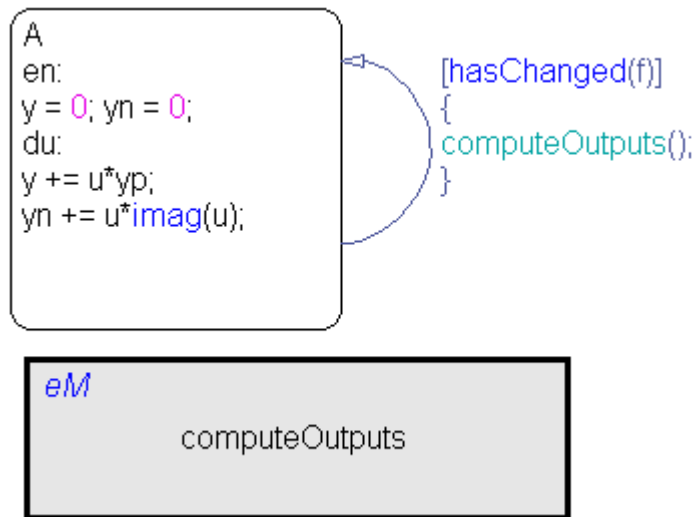 A
en:
y = 0; yn = 0;
du:
y += u*yp;
yn += u*imag(u);
[hasChanged(f)]
{
computeOutputs();
}
eM
computeOutputs